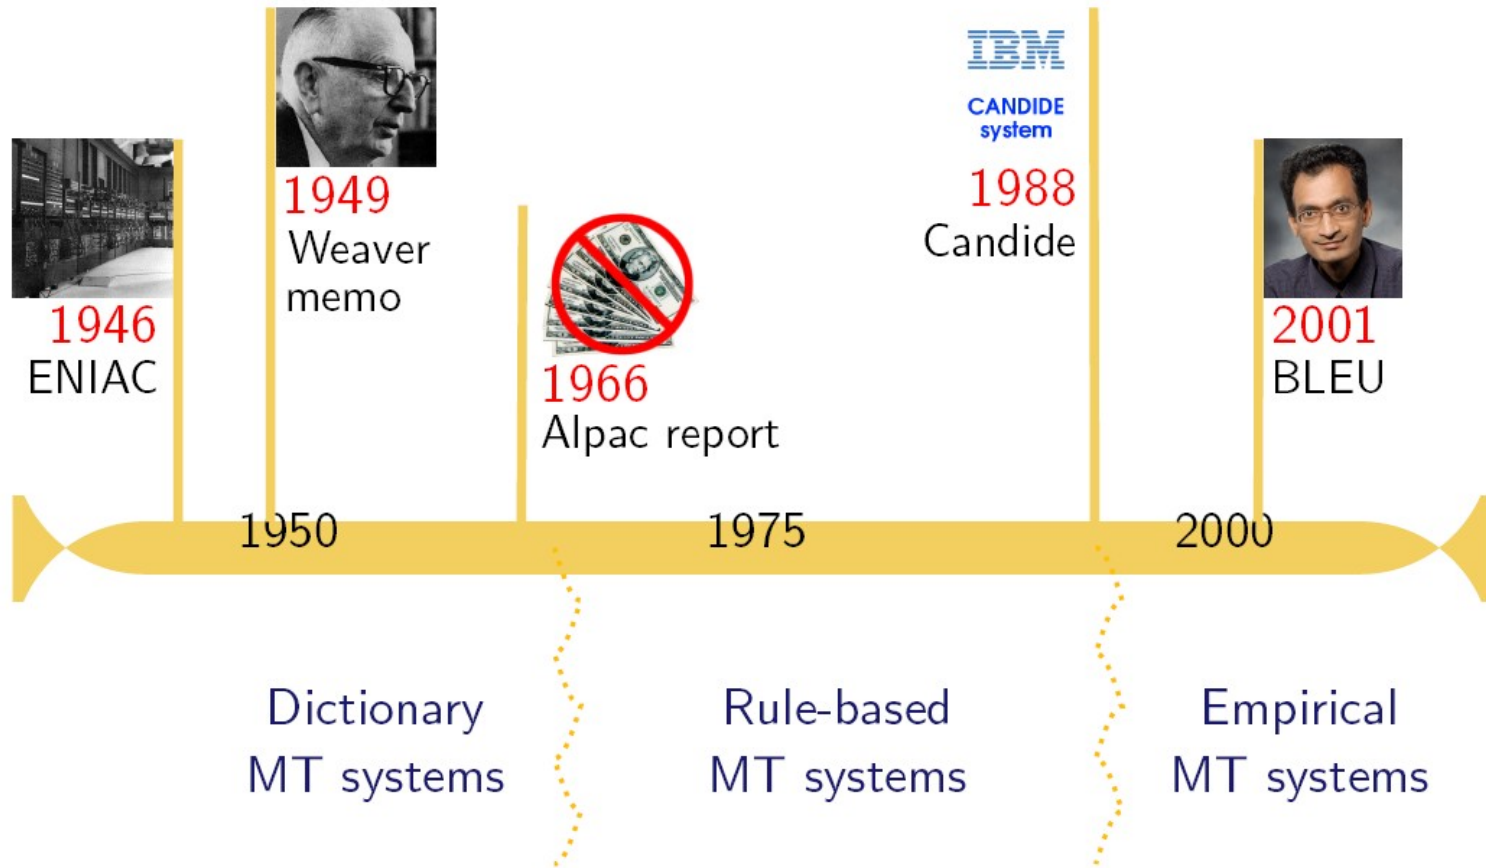 1946
ENIAC
1949
Weaver
memo
1966
Alpac report
IBM
CANDIDE
system
1988
Candide
2001
BLEU
1950
1975
2000
Dictionary
MT systems
Rule-based
MT systems
Empirical
MT systems